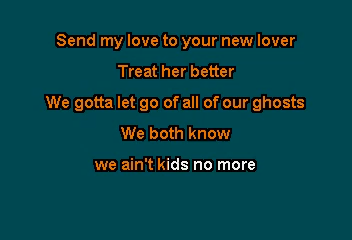 Send my love to your new lover
Treat her better
We gotta let go of all of our ghosts
We both know
we ain't kids no more